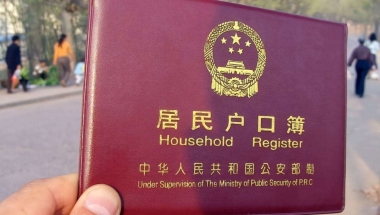 居民户口簿
Household Register
中华人民共和国公安部制
Under Supervision of The Ministry of Public Security of P.R.C